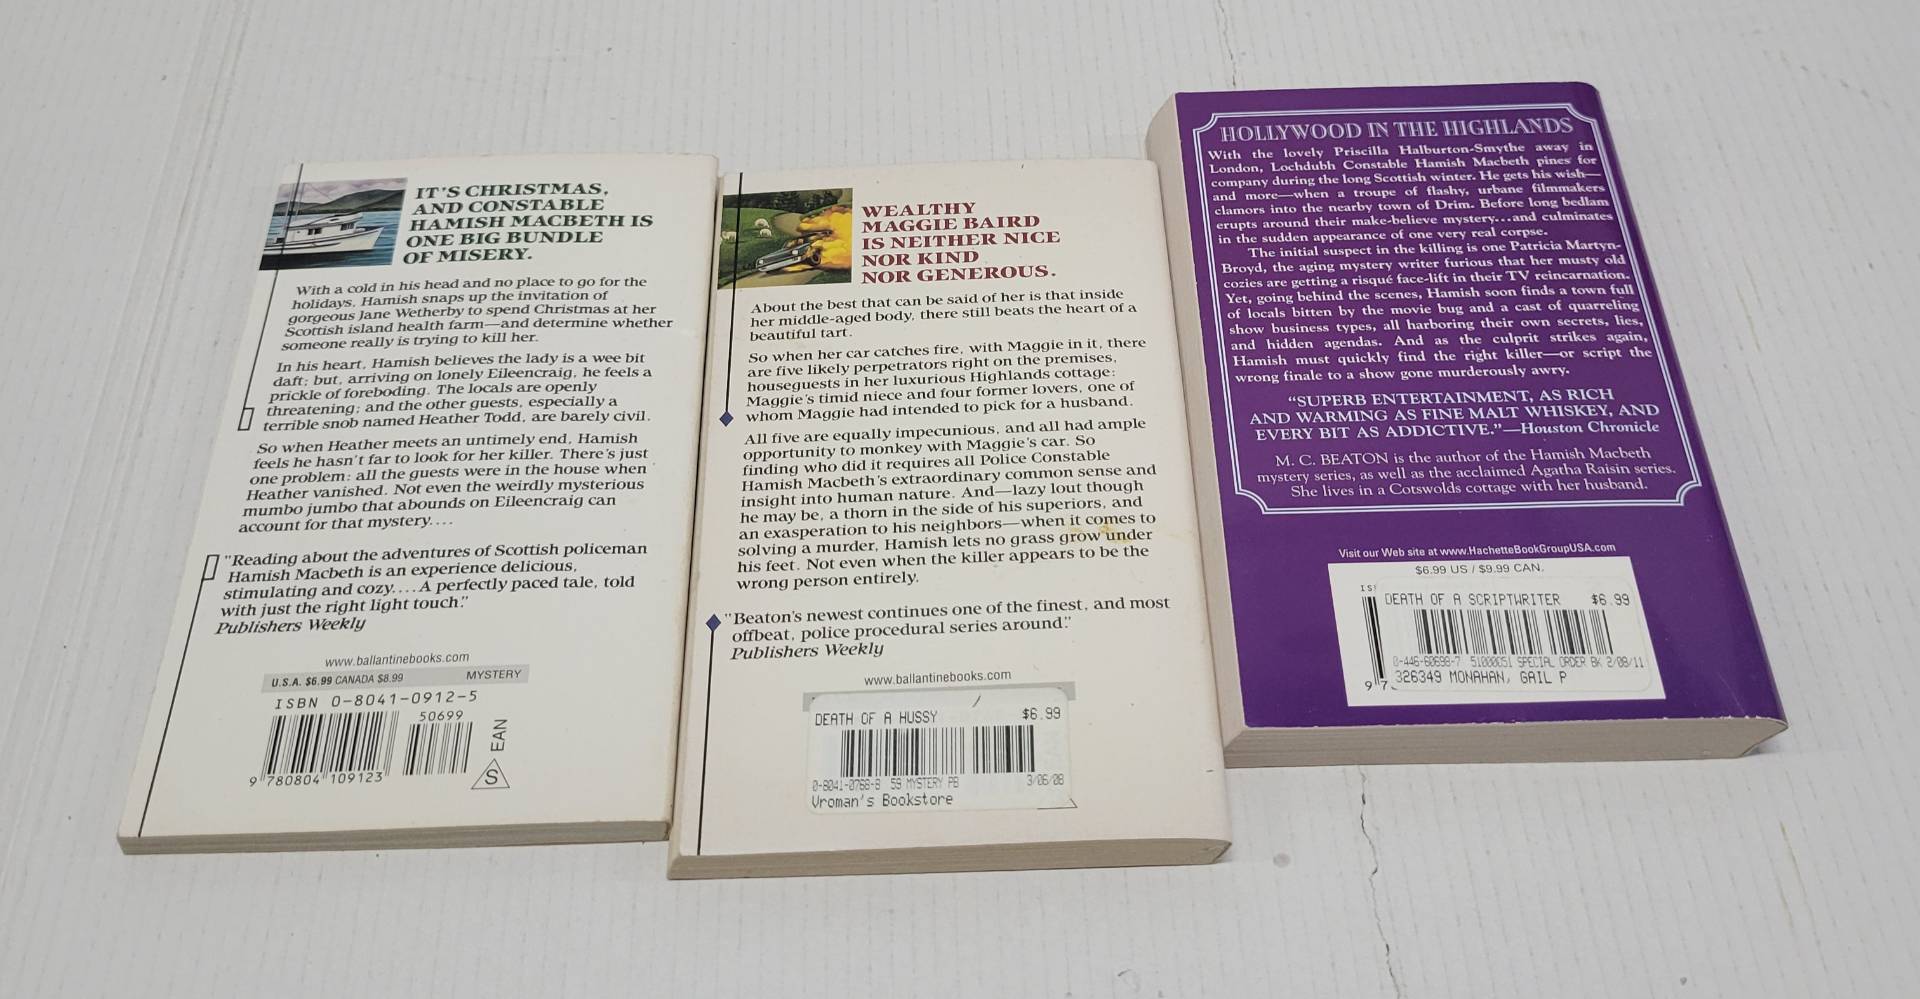 IT'S CHRISTMAS,
AND CONSTABLE
HAMISH MACBETH IS
ONE BIG BUNDLE
OF MISERY.
With a cold in his head and no place to go for the
holidays, Hamish snaps up the invitation of
gorgeous Jane Wetherby to spend Christmas at her
Scottish island health farm—and determine whether
someone really is trying to kill her.
In his heart, Hamish believes the lady is a wee bit
daft; but, arriving on lonely Eileencraig, he feels a
prickle of foreboding. The locals are openly
threatening; and the other guests, especially a
terrible snob named Heather Todd, are barely civil.
So when Heather meets an untimely end, Hamish
feels he hasn't far to look for her killer. There's just
one problem: all the guests were in the house when
Heather vanished. Not even the weirdly mysterious
mumbo jumbo that abounds on Eileencraig can
account for that mystery....
"Reading about the adventures of Scottish policeman
Hamish Macbeth is an experience delicious,
stimulating and cozy.... A perfectly paced tale, told
with just the right light touch."
Publishers Weekly
www.ballantinebooks.com
U.S.A. $6.99 CANADA $8.99 MYSTERY
ISBN 0-8041-0912-5
50699
EAN
S
9 780804 109123
WEALTHY
MAGGIE BAIRD
IS NEITHER NICE
NOR KIND
NOR GENEROUS.
About the best that can be said of her is that inside
her middle-aged body, there still beats the heart of a
beautiful tart.
So when her car catches fire, with Maggie in it, there
are five likely perpetrators right on the premises,
houseguests in her luxurious Highlands cottage:
Maggie's timid niece and four former lovers, one of
whom Maggie had intended to pick for a husband.
All five are equally impecunious, and all had ample
opportunity to monkey with Maggie's car. So
finding who did it requires all Police Constable
Hamish Macbeth's extraordinary common sense and
insight into human nature. And—lazy lout though
he may be, a thorn in the side of his superiors, and
an exasperation to his neighbors—when it comes to
solving a murder, Hamish lets no grass grow under
his feet. Not even when the killer appears to be the
wrong person entirely.
"Beaton's newest continues one of the finest, and most
offbeat, police procedural series around."
Publishers Weekly
www.ballantinebooks.com
DEATH OF A HUSSY $6.99
0-8041-0768-8 59 MYSTERY PB 3/06/08
Vroman's Bookstore
HOLLYWOOD IN THE HIGHLANDS
With the lovely Priscilla Halburton-Smythe away in
London, Lochdubh Constable Hamish Macbeth pines for
company during the long Scottish winter. He gets his wish—
and more—when a troupe of flashy, urbane filmmakers
clamors into the nearby town of Drim. Before long bedlam
erupts around their make-believe mystery...and culminates
in the sudden appearance of one very real corpse.
The initial suspect in the killing is one Patricia Martyn-
Broyd, the aging mystery writer furious that her musty old
cozies are getting a risqué face-lift in their TV reincarnation.
Yet, going behind the scenes, Hamish soon finds a town full
of locals bitten by the movie bug and a cast of quarreling
show business types, all harboring their own secrets, lies,
and hidden agendas. And as the culprit strikes again,
Hamish must quickly find the right killer—or script the
wrong finale to a show gone murderously awry.
"SUPERB ENTERTAINMENT, AS RICH
AND WARMING AS FINE MALT WHISKEY, AND
EVERY BIT AS ADDICTIVE."—Houston Chronicle
M. C. BEATON is the author of the Hamish Macbeth
mystery series, as well as the acclaimed Agatha Raisin series.
She lives in a Cotswolds cottage with her husband.
Visit our Web site at www.HachetteBookGroupUSA.com
$6.99 US / $9.99 CAN.
DEATH OF A SCRIPTWRITER $6.99
0-446-60698-7 SPECIAL ORDER BK 2/08/11
326349 MONAHAN, GAIL P
9 7